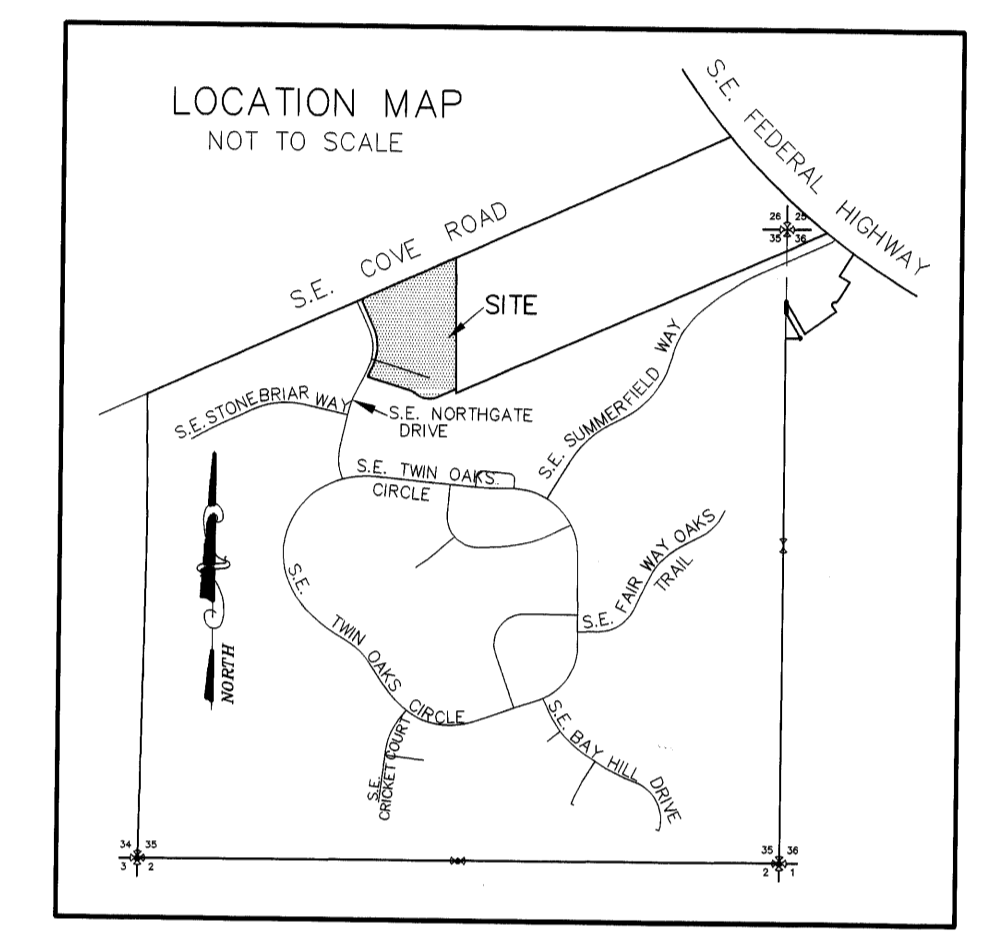 LOCATION MAP
NOT TO SCALE
S.E. FEDERAL HIGHWAY
S.E. COVE ROAD
26 25
35 36
SITE
S.E. STONEBRIAR WAY
S.E. NORTHGATE
DRIVE
S.E. SUMMERFIELD WAY
S.E. TWIN OAKS
CIRCLE
S.E. FAIR WAY OAKS
TRAIL
S.E. TWIN OAKS CIRCLE
NORTH
S.E.
CRICKET COURT
S.E. BAY HILL DRIVE
34 35
3 2
35 36
2 1